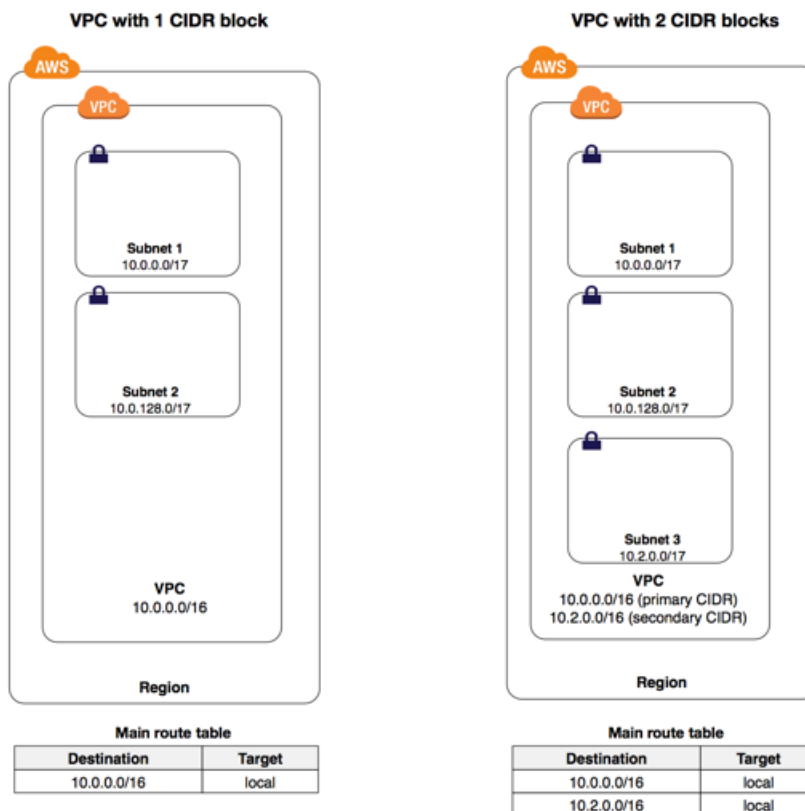 VPC with 1 CIDR block
AWS
VPC
Subnet 1
10.0.0.0/17
Subnet 2
10.0.128.0/17
VPC
10.0.0.0/16
Region
Main route table
Destination Target
10.0.0.0/16 local
VPC with 2 CIDR blocks
AWS
VPC
Subnet 1
10.0.0.0/17
Subnet 2
10.0.128.0/17
Subnet 3
10.2.0.0/17
VPC
10.0.0.0/16 (primary CIDR)
10.2.0.0/16 (secondary CIDR)
Region
Main route table
Destination Target
10.0.0.0/16 local
10.2.0.0/16 local